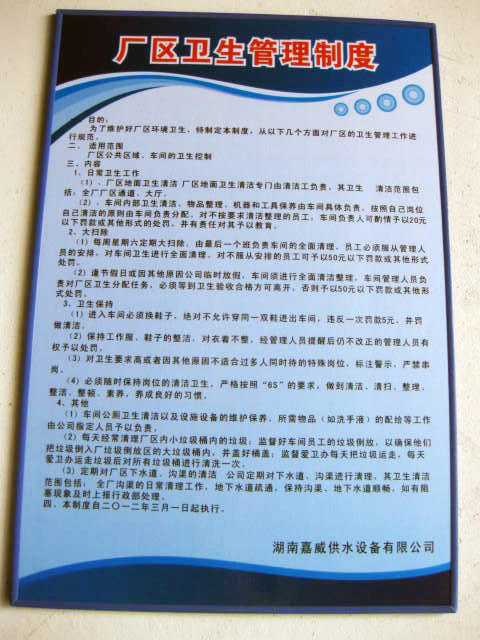 厂区卫生管理制度
一、目的:
为了维护好厂区环境卫生,特制定本制度,从以下几个方面对厂区的卫生管理工作进
行规范。
二、适用范围
厂区公共区域、车间的卫生控制
三、内容
1、日常卫生工作
(1)、厂区地面卫生清洁 厂区地面卫生清洁专门由清洁工负责,其卫生 清洁范围包
括:全厂厂区通道、大厅。
(2)、车间内部卫生清洁、物品整理、机器和工具保养由车间具体负责,按照自己岗位
自己清洁的原则由车间负责分配,对不按要求清洁整理的员工,车间负责人可酌情予以20元
以下罚款或其他形式的处罚,并有责任对其予以教育。
2、大扫除
(1)每周星期六定期大扫除,由最后一个班负责车间的全面清理,员工必须服从管理人
员的安排,对车间卫生进行全面清理,对不服从安排的员工可予以50元以下罚款或其他形式
处罚。
(2)逢节假日或因其他原因公司临时放假,车间须进行全面清洁整理,车间管理人员负
责对厂区卫生分配任务,必须等到卫生验收合格方可离开,否则予以50元以下罚款或其他形
式处罚。
3、卫生保持
(1)进入车间必须换鞋子,绝对不允许穿同一双鞋进出车间,违反一次罚款5元,并罚
做清洁。
(2)保持工作服、鞋子的整洁,对衣着不整、经管理人员提醒后仍不改正的管理人员有
权予以处罚。
(3)对卫生要求高或者因其他原因不适合过多人同时待的特殊岗位,标注警示,严禁串
岗。
(4)必须随时保持岗位的清洁卫生,严格按照“6S”的要求,做到清洁、清扫、整理、
整洁、整顿、素养,养成良好的习惯。
4、其他
(1)车间公厕卫生清洁以及设施设备的维护保养,所需物品(如洗手液)的配给等工作
由公司指定人员予以负责。
(2)每天经常清理厂区内小垃圾桶内的垃圾;监督好车间员工的垃圾倒放,以确保他们
把垃圾倒入厂区垃圾倒放区的大垃圾桶内,并盖好桶盖;监督爱卫办每天把垃圾运走,每天
爱卫办运走垃圾后对所有垃圾桶进行清洗一次。
(3)定期对厂区下水道、沟渠的清洁 公司定期对下水道、沟渠进行清理,其卫生清洁
范围包括: 全厂沟渠的日常清理工作,地下水道疏通,保持沟渠、地下水道顺畅,如有阻
塞现象及时上报行政部处理。
四、本制度自二〇一二年三月一日起执行。
湖南嘉威供水设备有限公司